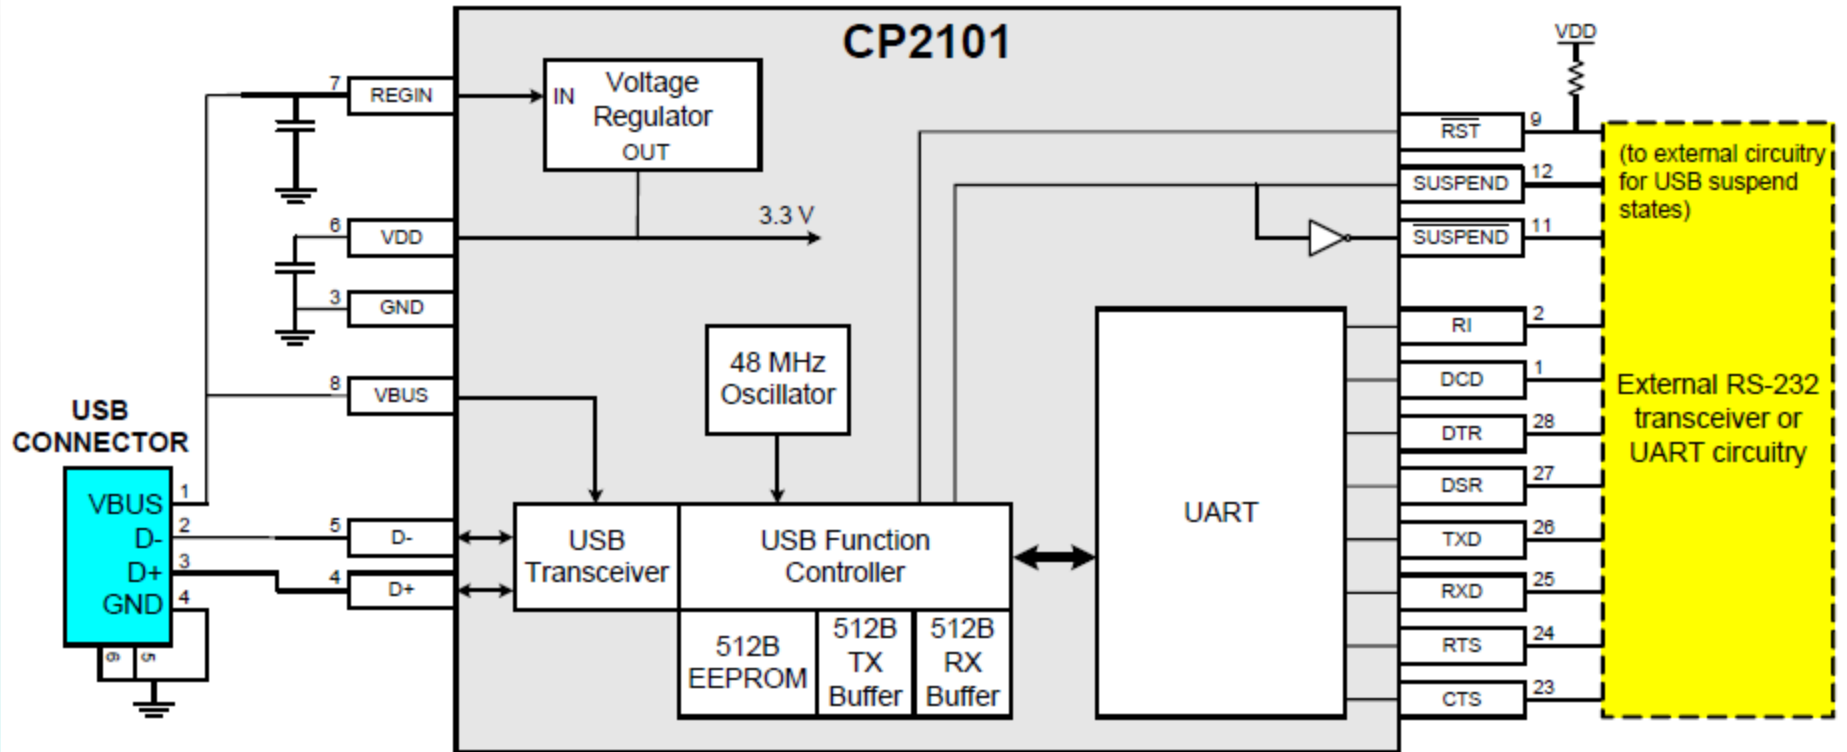 CP2101
VDD
7
REGIN
IN
Voltage
Regulator
OUT
9
RST
(to external circuitry
for USB suspend
states)
12
SUSPEND
6
VDD
3.3 V
11
SUSPEND
3
GND
48 MHz
Oscillator
2
RI
8
VBUS
1
DCD
External RS-232
transceiver or
UART circuitry
USB
CONNECTOR
28
DTR
27
DSR
VBUS
1
D-
2
D+
3
GND
4
6
5
5
D-
4
D+
USB
Transceiver
USB Function
Controller
UART
26
TXD
25
RXD
512B
EEPROM
512B
TX
Buffer
512B
RX
Buffer
24
RTS
23
CTS